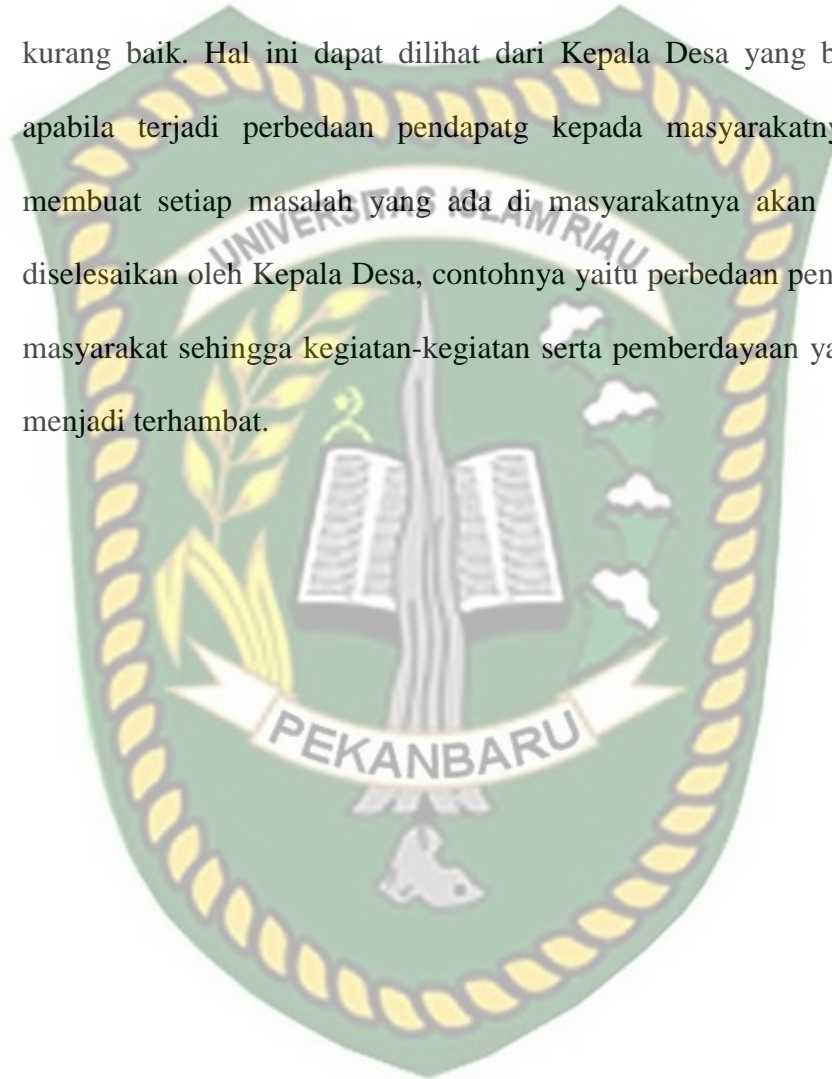 kurang baik. Hal ini dapat dilihat dari Kepala Desa yang b
apabila terjadi perbedaan pendapatg kepada masyarakatny
membuat setiap masalah yang ada di masyarakatnya akan
diselesaikan oleh Kepala Desa, contohnya yaitu perbedaan pen
masyarakat sehingga kegiatan-kegiatan serta pemberdayaan ya
menjadi terhambat.
UNIVERSITAS ISLAM RIAU
PEKANBARU